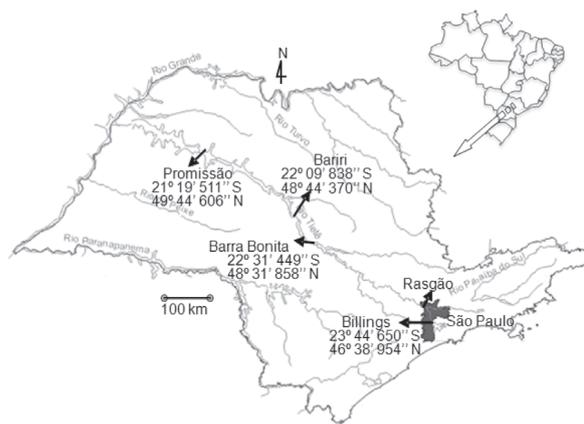 Rio Grande
N
Rio Turvo
Promissão
21º 19' 511'' S
49º 44' 606'' N
Bariri
22º 09' 838'' S
48º 44' 370'' N
Rio Peixe
Rio Tietê
Barra Bonita
22º 31' 449'' S
48º 31' 858'' N
Rio Paranapanema
100 km
Rasgão
Rio Paraíba do Sul
Billings
23º 44' 650'' S
46º 38' 954'' N
São Paulo